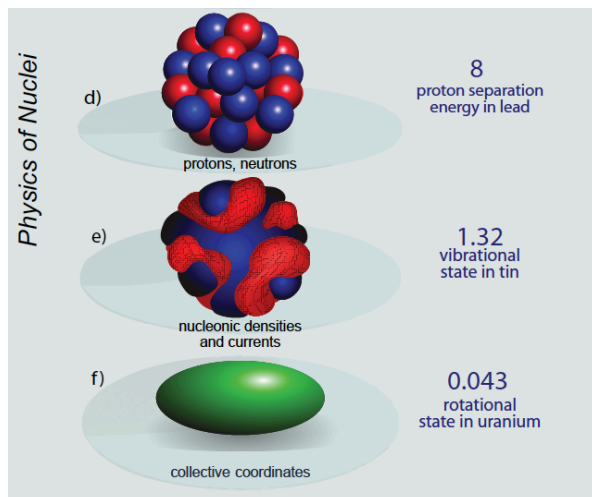 Physics of Nuclei
d)
protons, neutrons
8
proton separation
energy in lead
e)
nucleonic densities
and currents
1.32
vibrational
state in tin
f)
collective coordinates
0.043
rotational
state in uranium